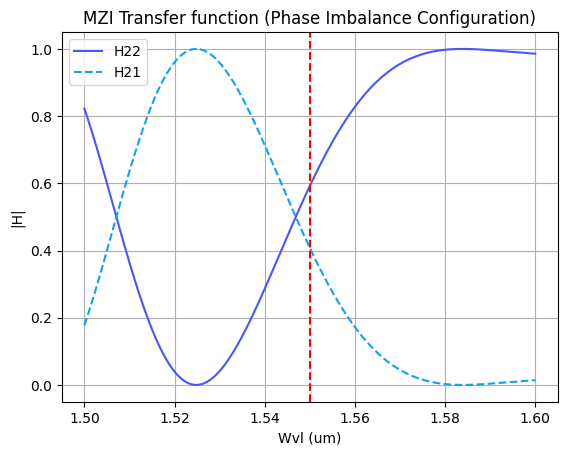 MZI Transfer function (Phase Imbalance Configuration)
H22
H21
|H|
1.0
0.8
0.6
0.4
0.2
0.0
1.50 1.52 1.54 1.56 1.58 1.60
Wvl (um)